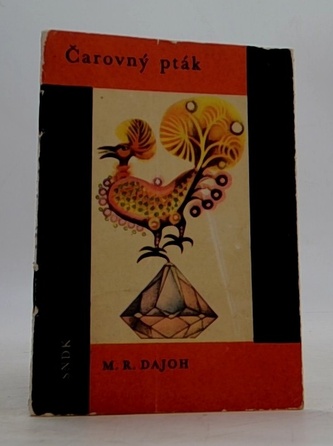 Čarovný pták
SNDK
M. R. DAJOH